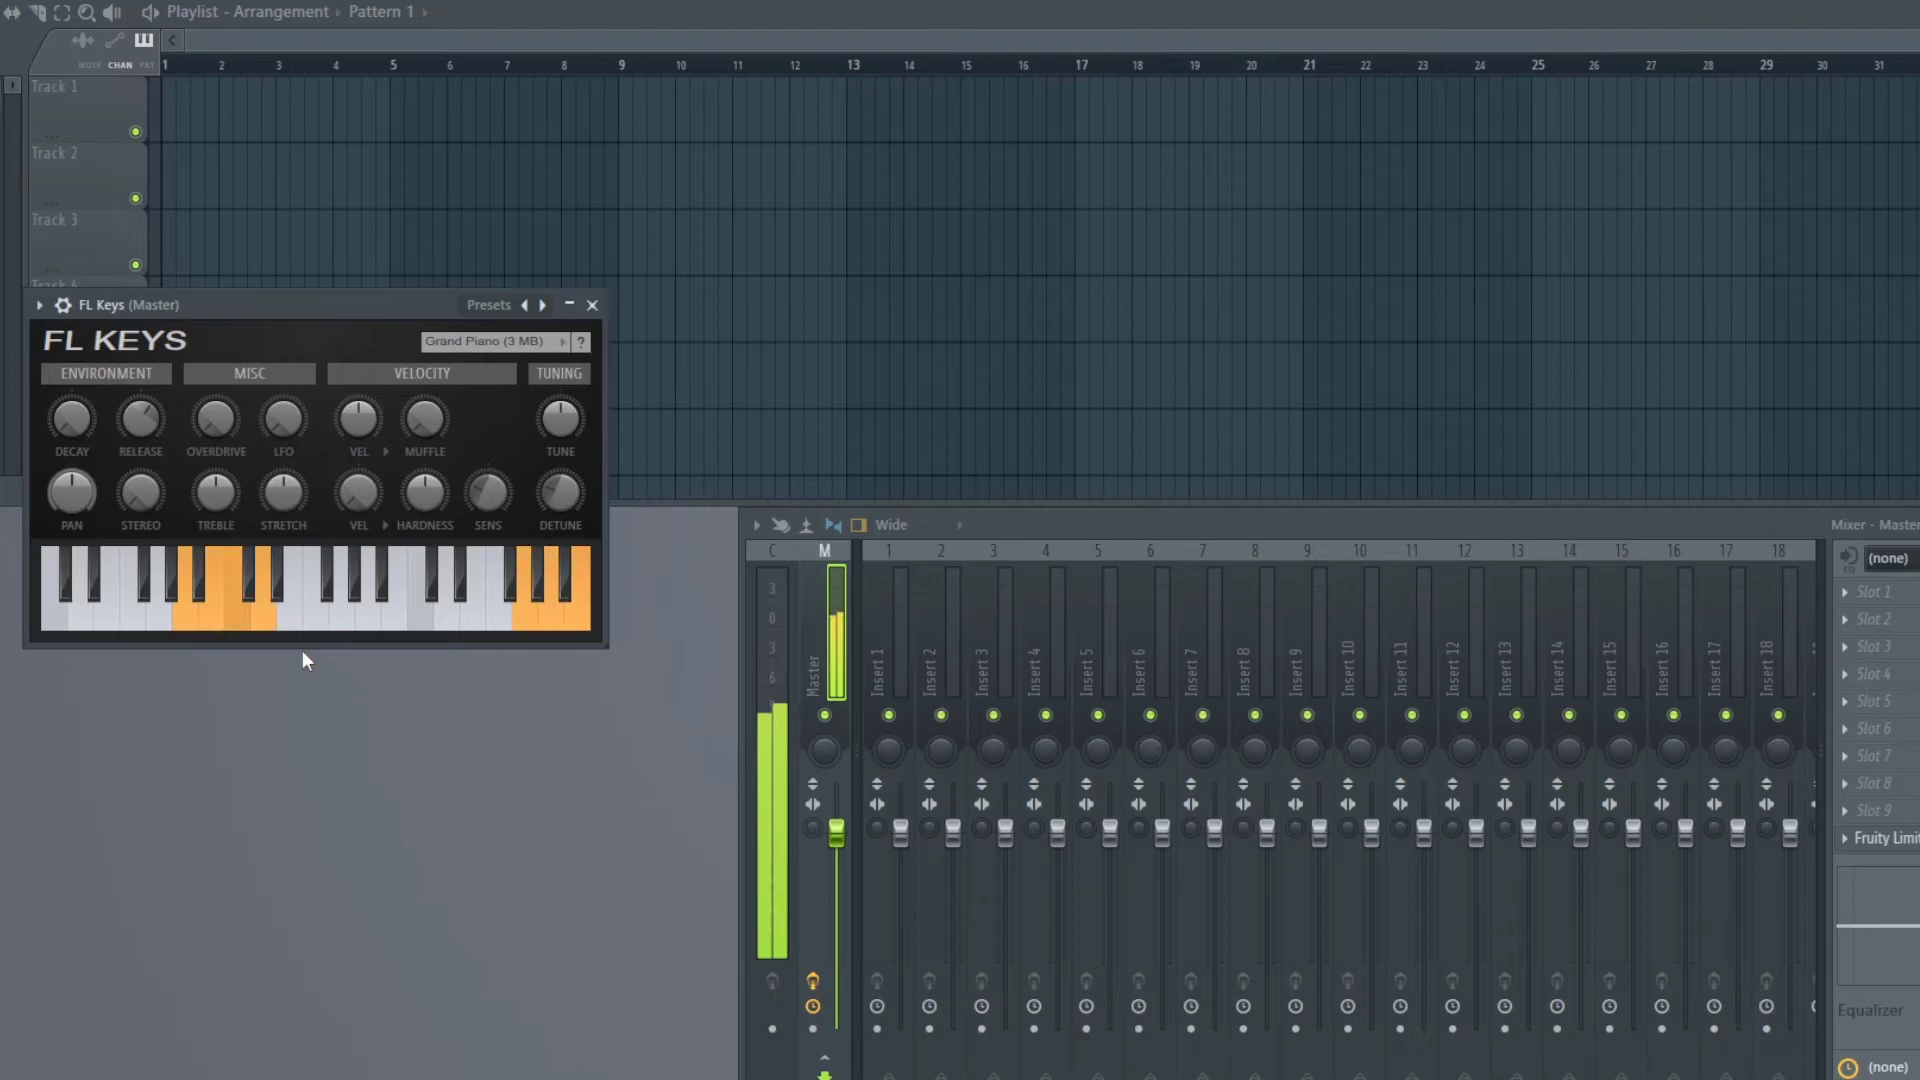 Playlist - Arrangement › Pattern 1 ›
NOTE CHAN PAT
1 2 3 4 5 6 7 8 9 10 11 12 13 14 15 16 17 18 19 20 21 22 23 24 25 26 27 28 29 30 31
Track 1
Track 2
Track 3
FL Keys (Master) Presets
FL KEYS Grand Piano (3 MB) ?
ENVIRONMENT MISC VELOCITY TUNING
DECAY RELEASE OVERDRIVE LFO VEL MUFFLE TUNE
PAN STEREO TREBLE STRETCH VEL HARDNESS SENS DETUNE
Wide Mixer - Master
C M 1 2 3 4 5 6 7 8 9 10 11 12 13 14 15 16 17 18
3
0
3
6
Master
Insert 1
Insert 2
Insert 3
Insert 4
Insert 5
Insert 6
Insert 7
Insert 8
Insert 9
Insert 10
Insert 11
Insert 12
Insert 13
Insert 14
Insert 15
Insert 16
Insert 17
Insert 18
EQ
(none)
Slot 1
Slot 2
Slot 3
Slot 4
Slot 5
Slot 6
Slot 7
Slot 8
Slot 9
Fruity Limit
Equalizer
(none)